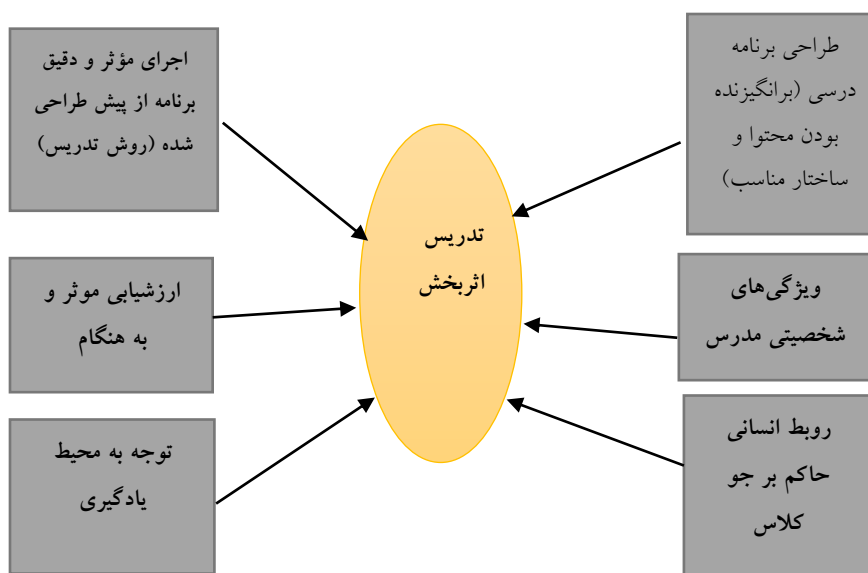 طراحی برنامه
درسی (برانگیزنده
بودن محتوا و
ساختار مناسب)
ویژگی‌های
شخصیتی مدرس
روبط انسانی
حاکم بر جو
کلاس
تدریس
اثربخش
اجرای مؤثر و دقیق
برنامه از پیش طراحی
شده (روش تدریس)
ارزشیابی موثر و
به هنگام
توجه به محیط
یادگیری